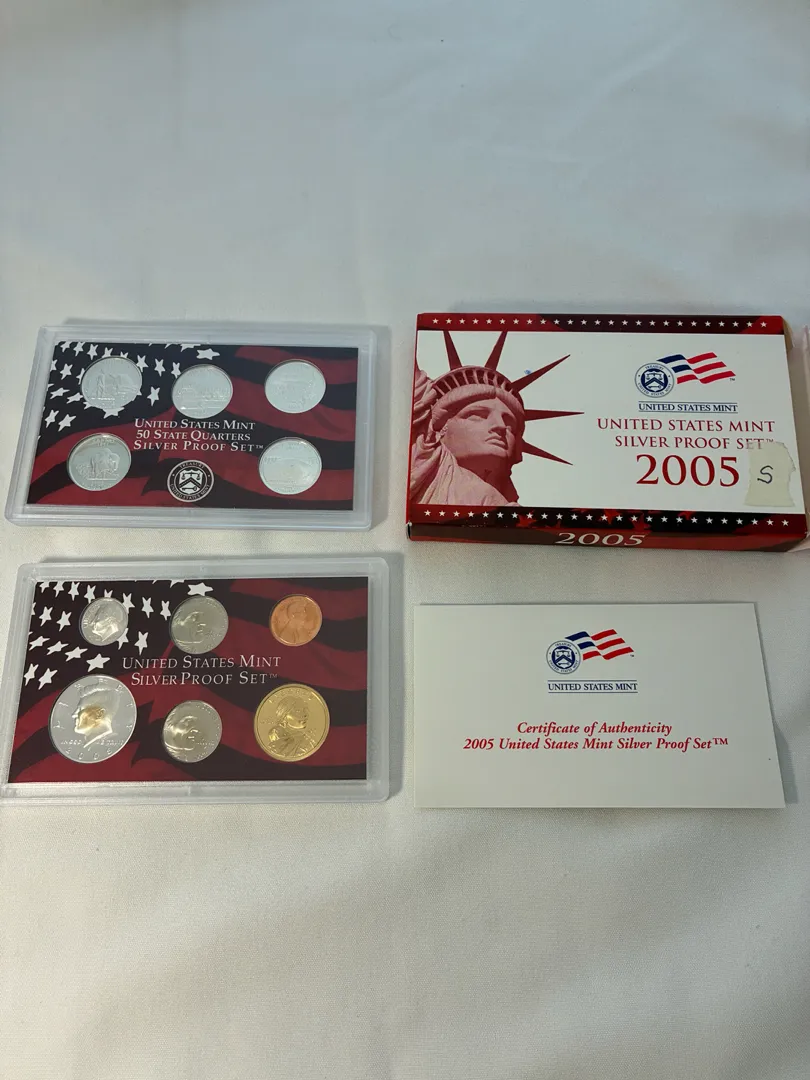 UNITED STATES MINT
50 STATE QUARTERS
SILVER PROOF SET™
UNITED STATES MINT
UNITED STATES MINT
SILVER PROOF SET™
2005
S
2005
UNITED STATES MINT
SILVER PROOF SET™
UNITED STATES MINT
Certificate of Authenticity
2005 United States Mint Silver Proof Set™